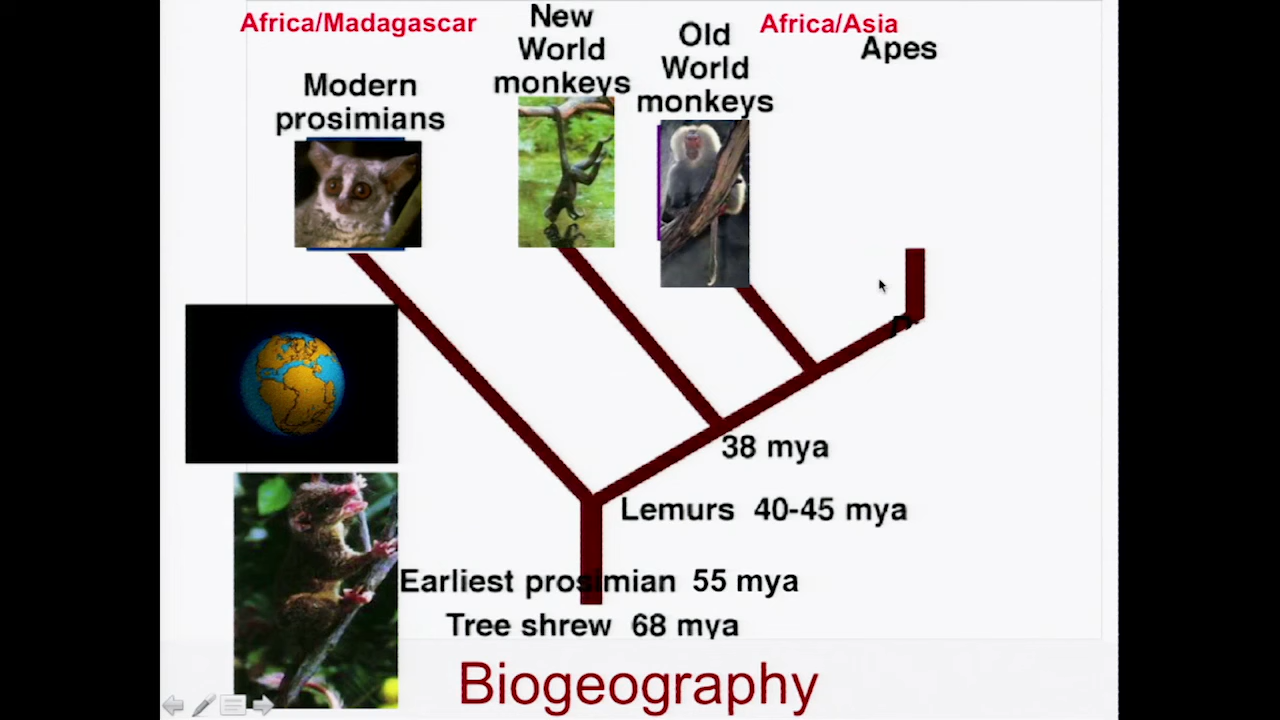 Africa/Madagascar
New
World
monkeys
Old
World
monkeys
Africa/Asia
Apes
Modern
prosimians
38 mya
Lemurs 40-45 mya
Earliest prosimian 55 mya
Tree shrew 68 mya
Biogeography